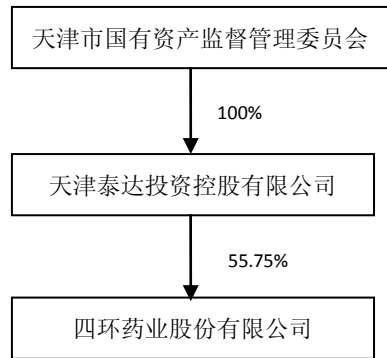 天津市国有资产监督管理委员会
100%
天津泰达投资控股有限公司
55.75%
四环药业股份有限公司